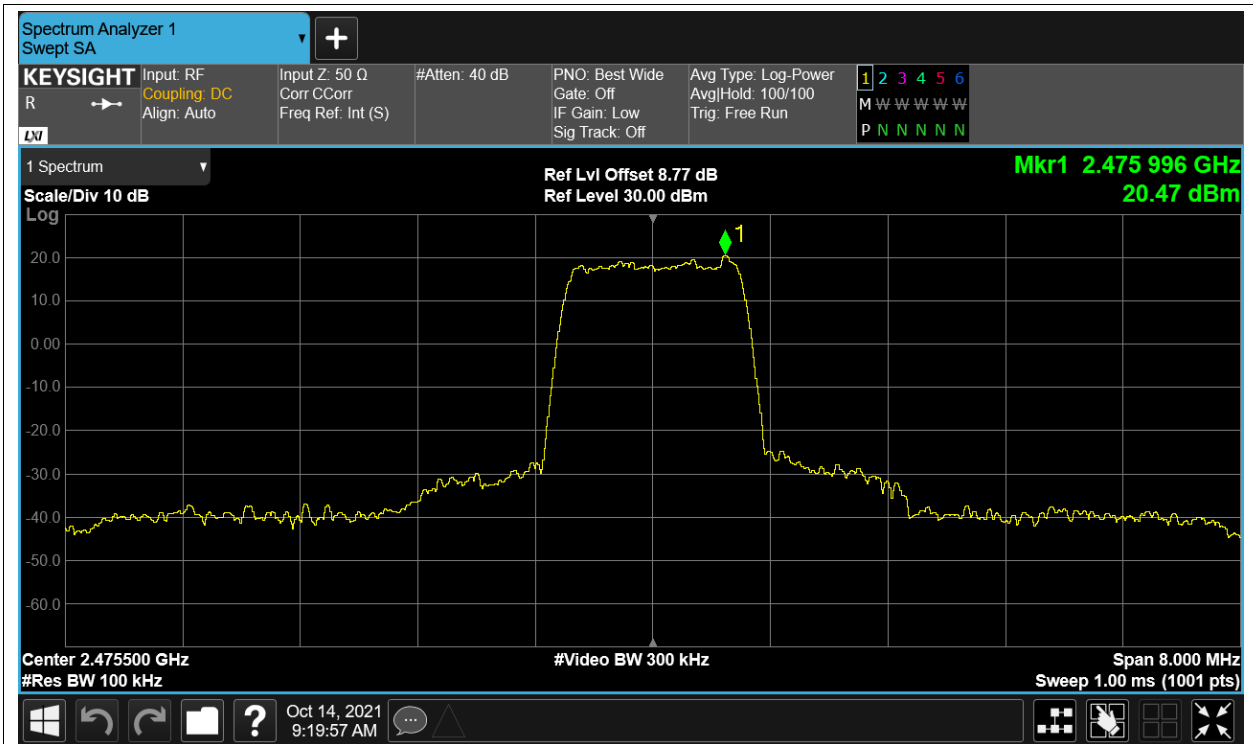 Spectrum Analyzer 1
Swept SA
KEYSIGHT
R
LXI
Input: RF
Coupling: DC
Align: Auto
Input Z: 50 Ω
Corr CCorr
Freq Ref: Int (S)
#Atten: 40 dB
PNO: Best Wide
Gate: Off
IF Gain: Low
Sig Track: Off
Avg Type: Log-Power
Avg|Hold: 100/100
Trig: Free Run
1 2 3 4 5 6
M W W W W W
P N N N N N
1 Spectrum
Scale/Div 10 dB
Log
Ref Lvl Offset 8.77 dB
Ref Level 30.00 dBm
Mkr1 2.475 996 GHz
20.47 dBm
1
20.0
10.0
0.00
-10.0
-20.0
-30.0
-40.0
-50.0
-60.0
Center 2.475500 GHz
#Video BW 300 kHz
Span 8.000 MHz
#Res BW 100 kHz
Sweep 1.00 ms (1001 pts)
?
Oct 14, 2021
9:19:57 AM